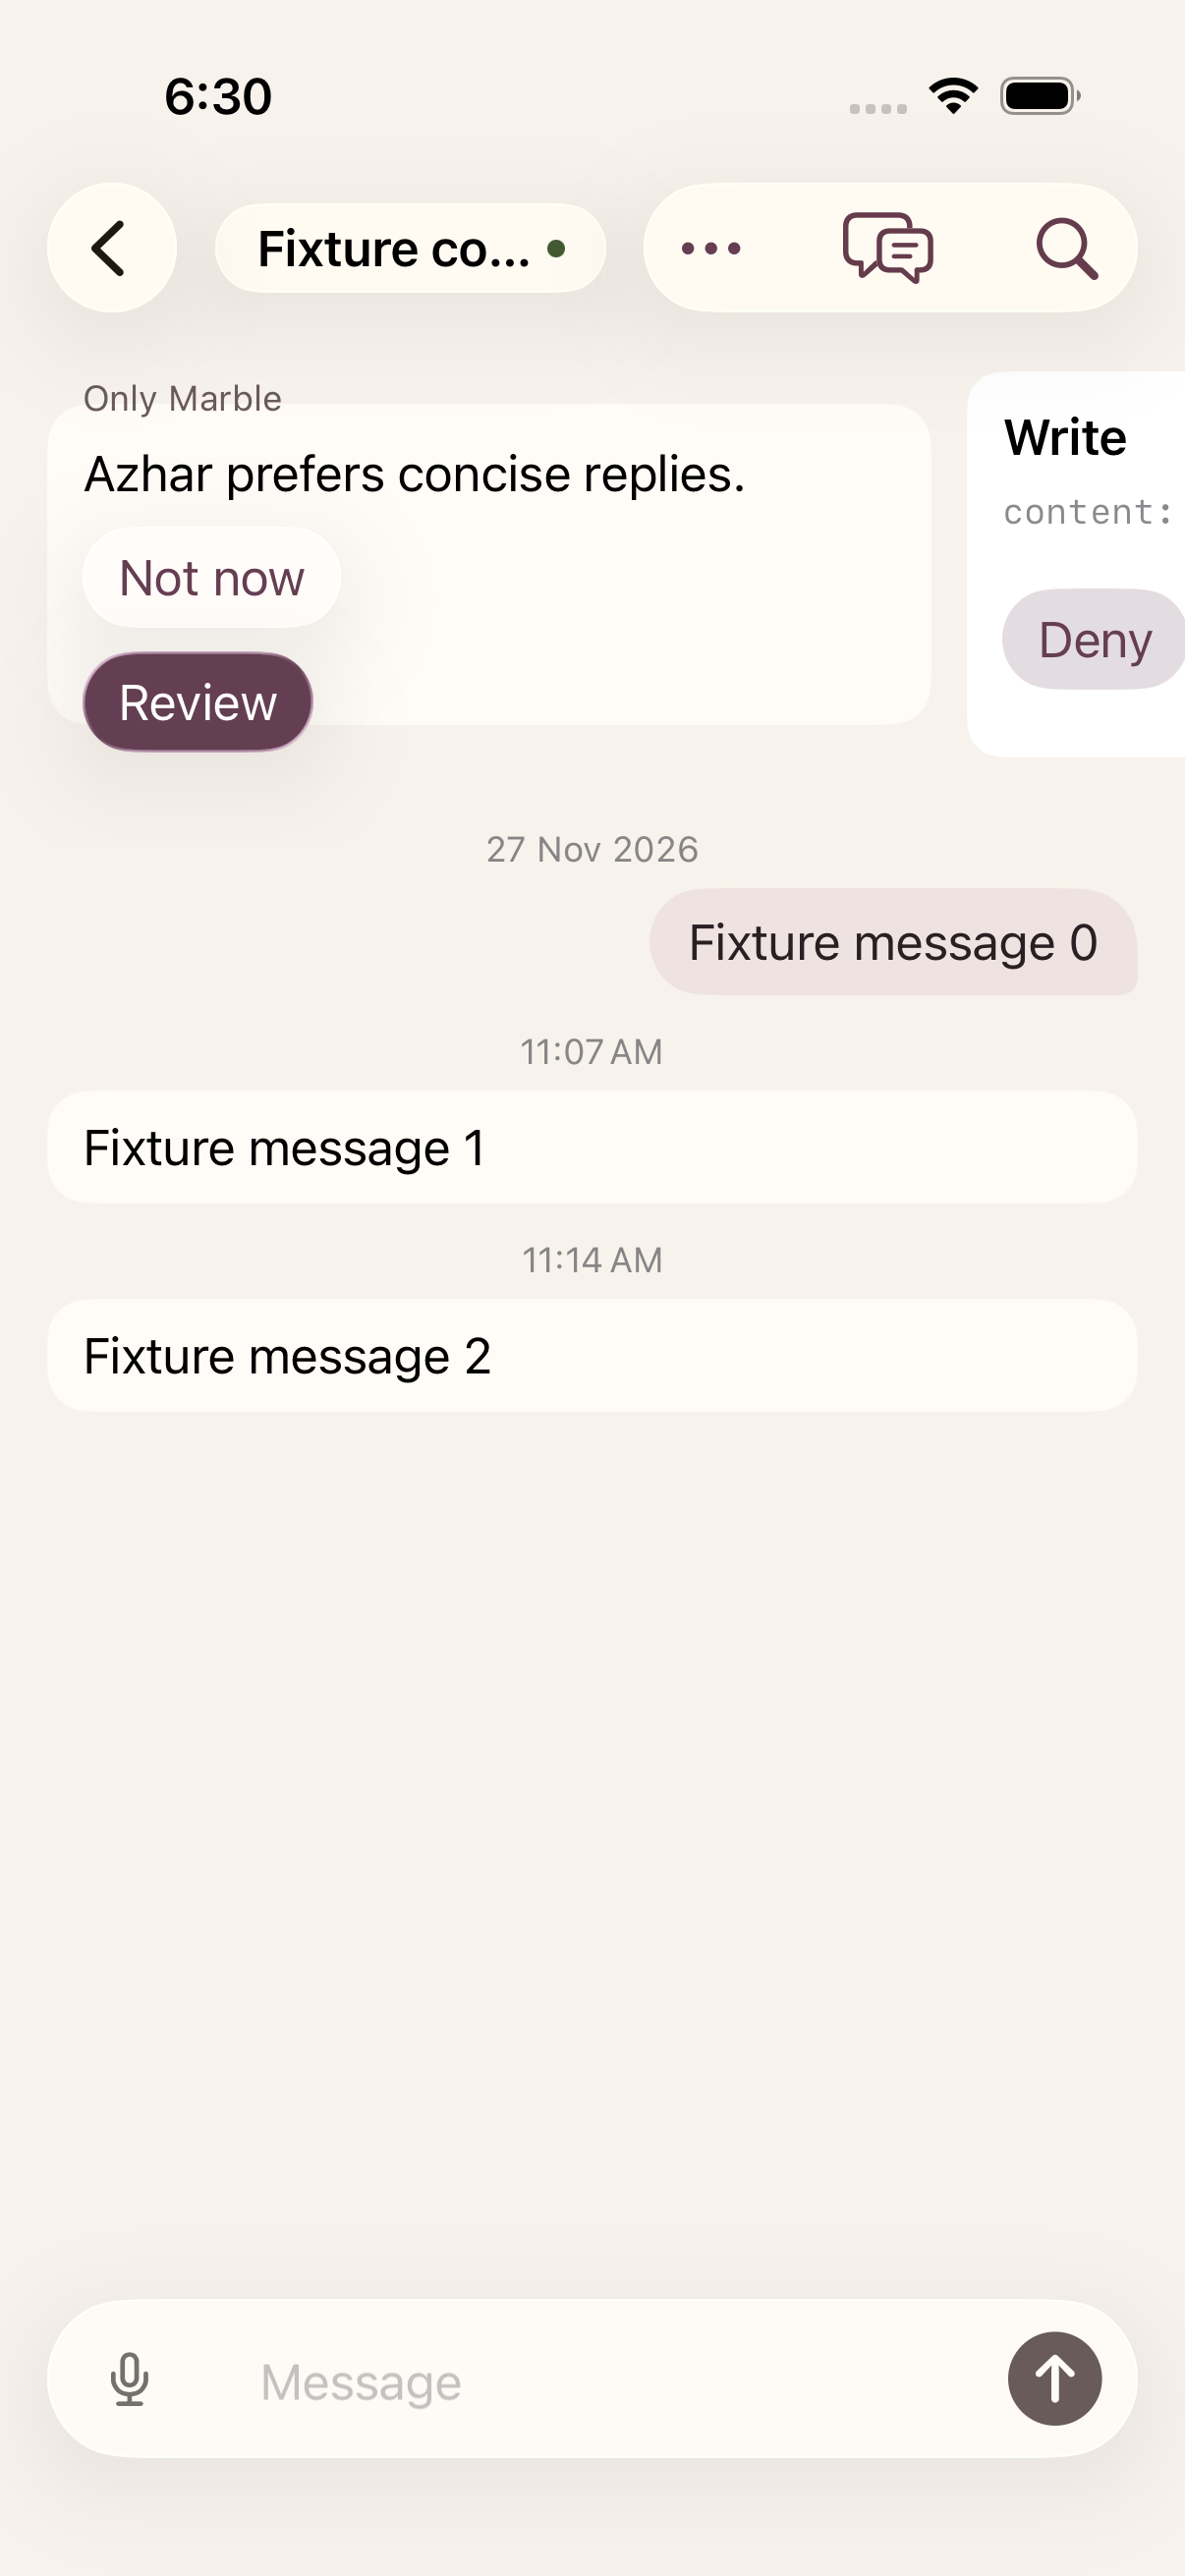 6:30
Fixture co...
Only Marble
Azhar prefers concise replies.
Not now
Review
Write
content:
Deny
27 Nov 2026
Fixture message 0
11:07 AM
Fixture message 1
11:14 AM
Fixture message 2
Message